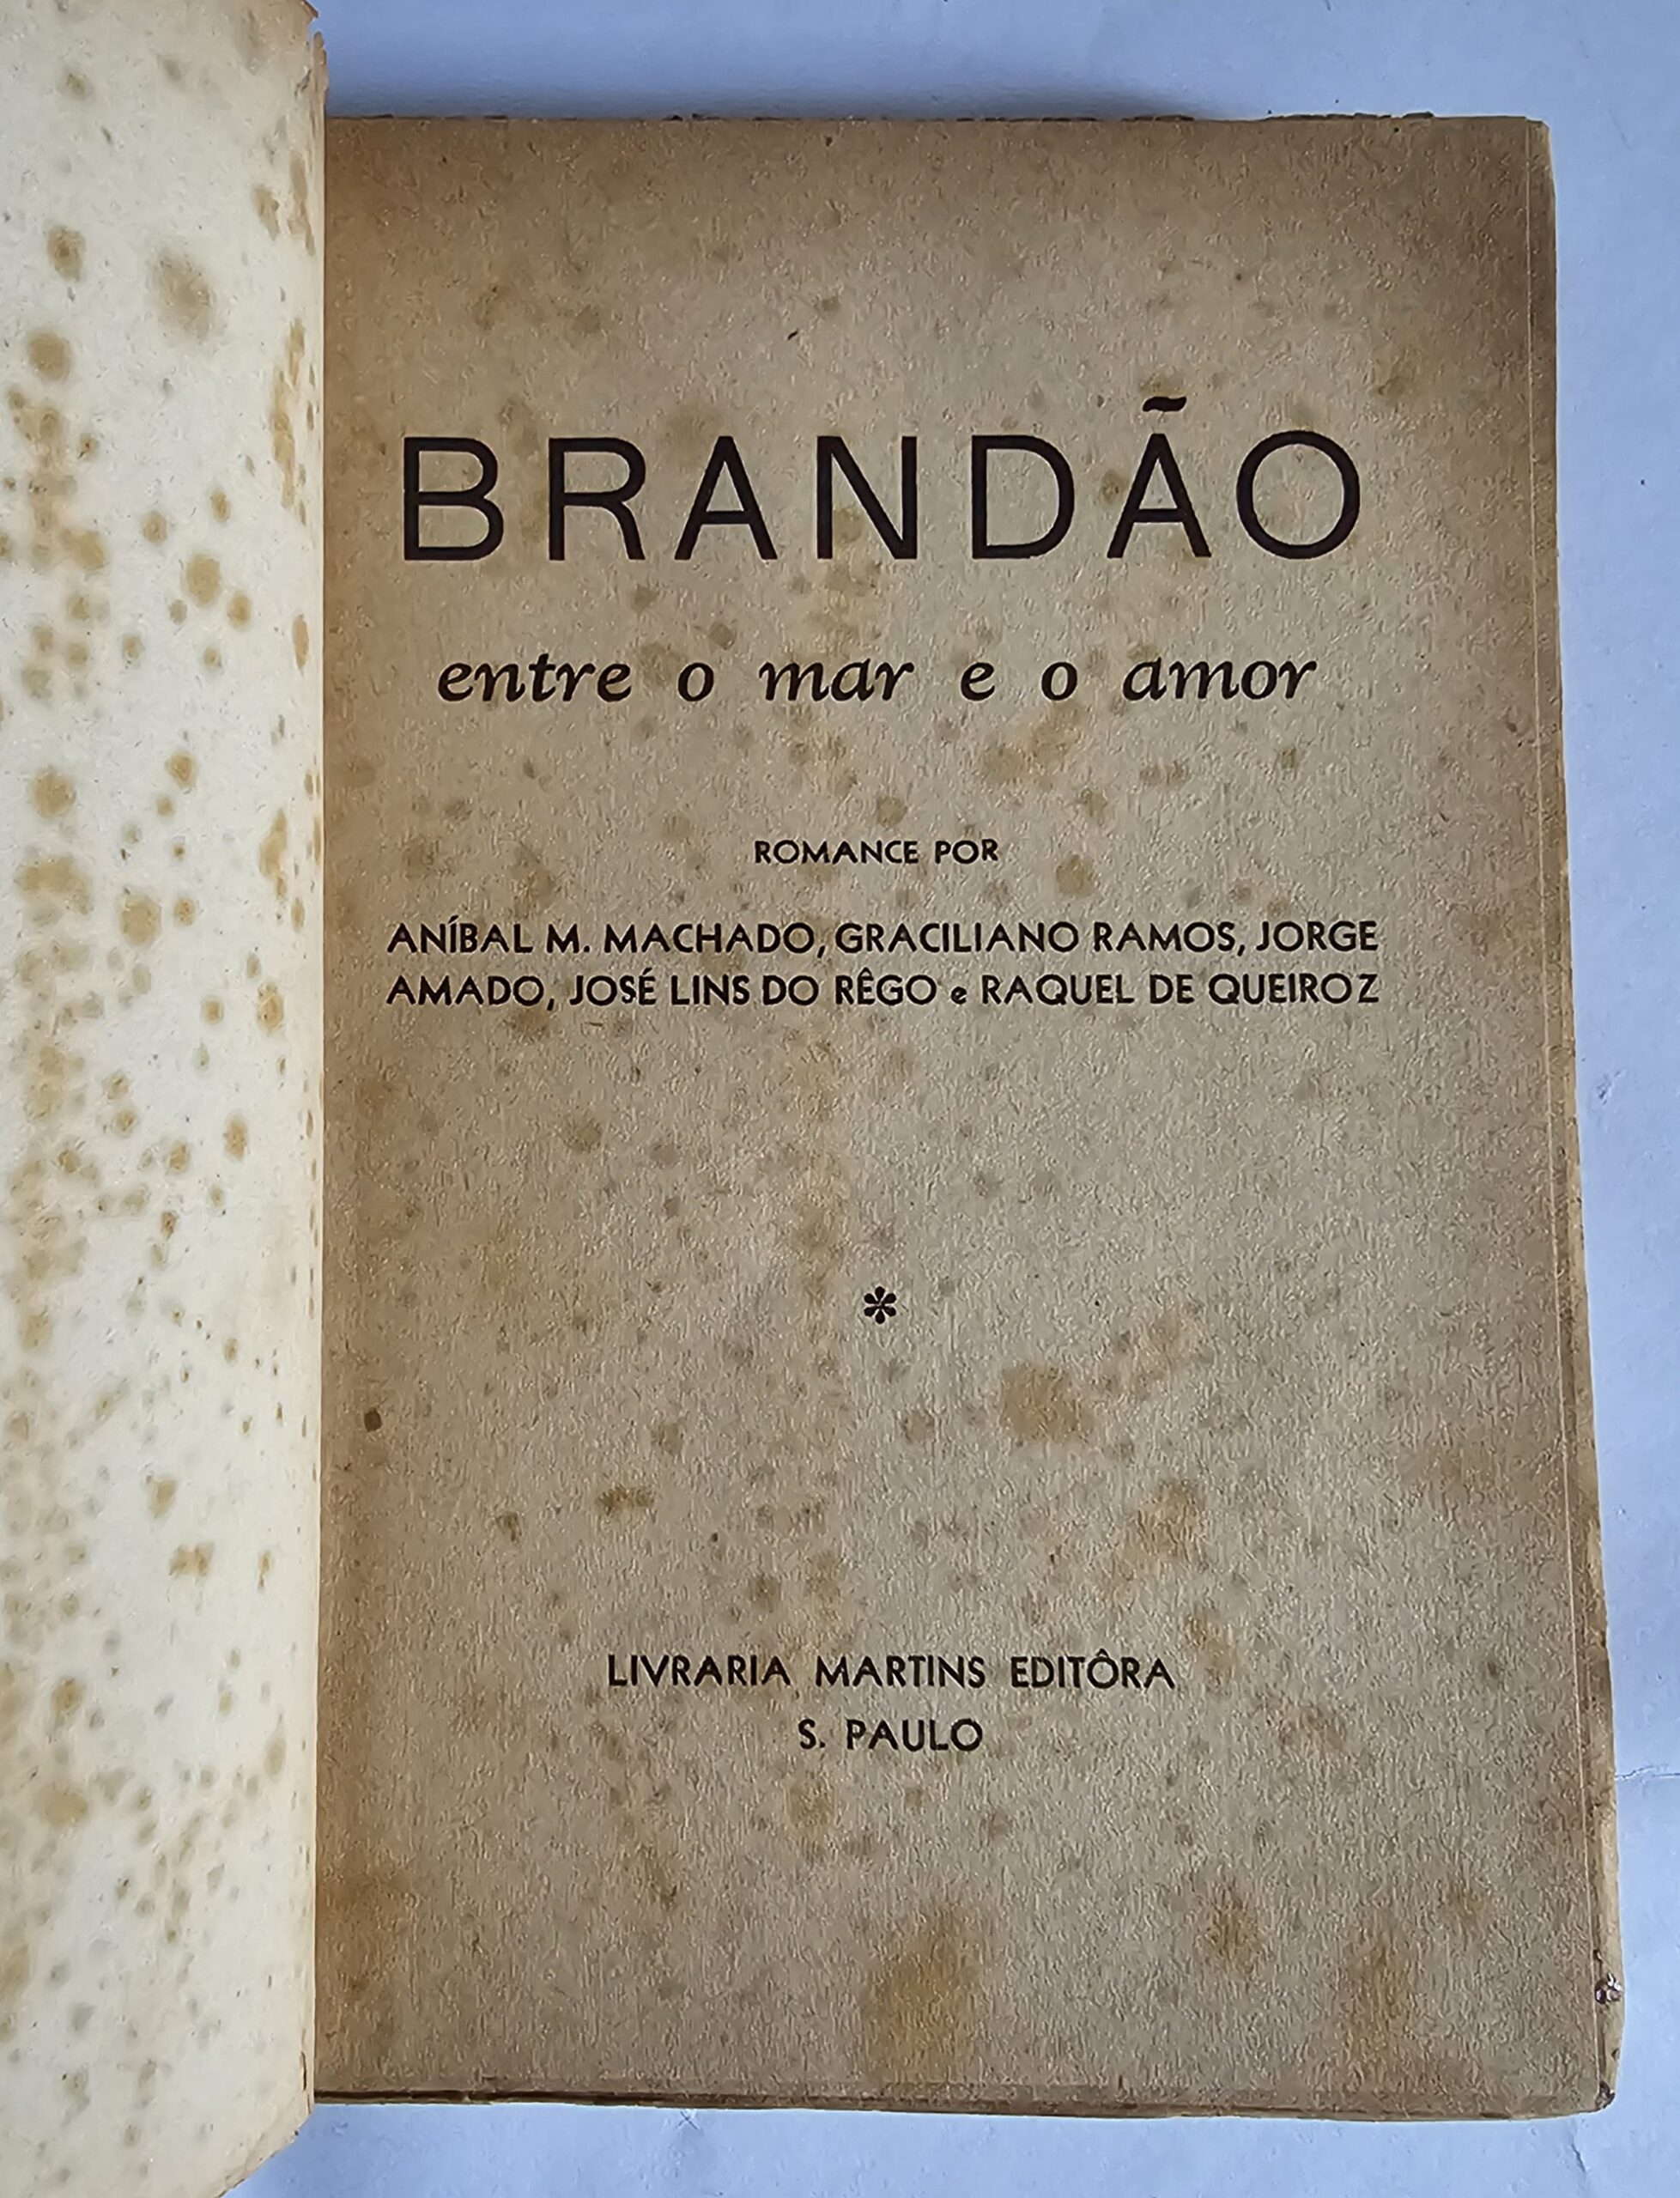 BRANDÃO
entre o mar e o amor
ROMANCE POR
ANÍBAL M. MACHADO, GRACILIANO RAMOS, JORGE
AMADO, JOSÉ LINS DO RÊGO e RAQUEL DE QUEIROZ
*
LIVRARIA MARTINS EDITÔRA
S. PAULO